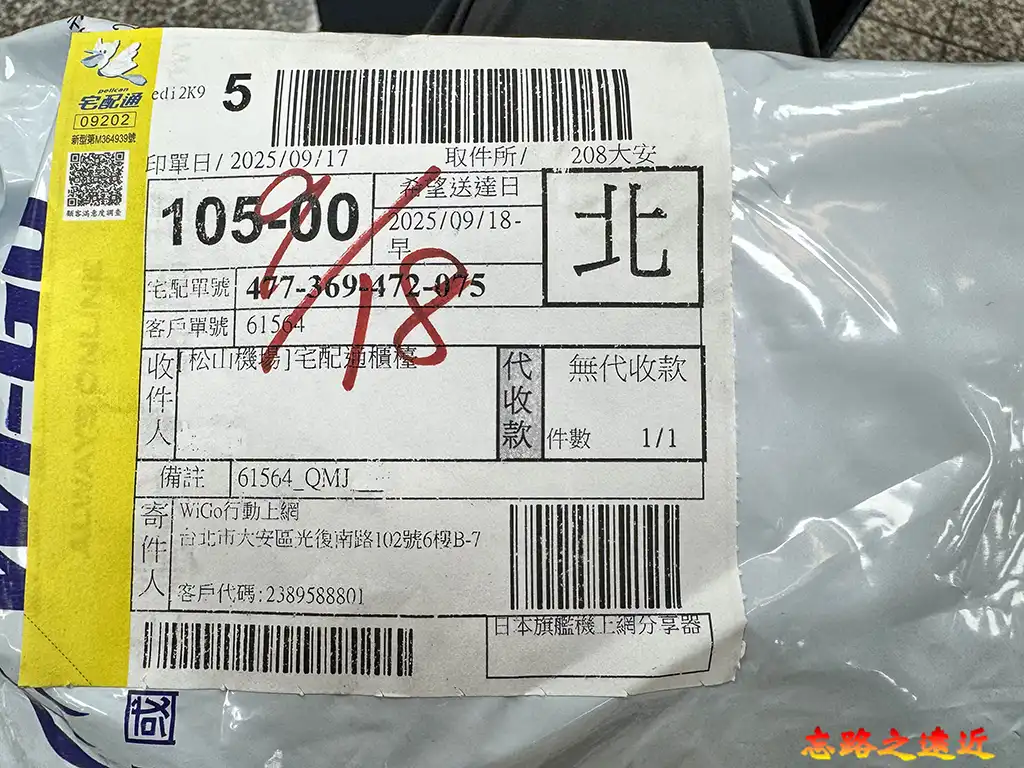 pelican
宅配通
09202
新型第M364939號
顧客滿意度調查
edi2K9
5
印單日/ 2025/09/17
取件所/ 208大安
105-00
希望送達日
2025/09/18-
早
北
9/18
宅配單號
477-369-472-075
客戶單號
61564
收件人
[松山機場]宅配通櫃檯
代收款
無代收款
件數 1/1
備註
61564_QMJ__
寄件人
WiGo行動上網
台北市大安區光復南路102號6樓B-7
客戶代碼:2389588801
日本旗艦機上網分享器
ALWAYS ONLINE
忘路之遠近